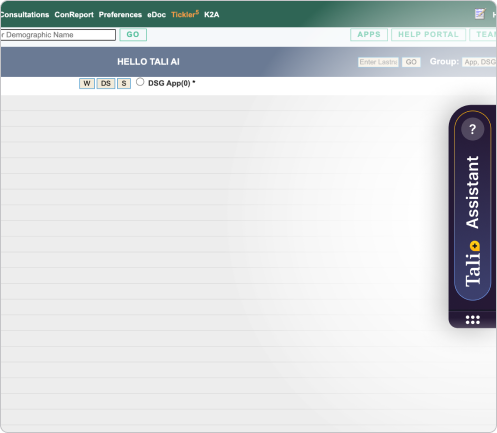 Consultations ConReport Preferences eDoc Tickler5 K2A
r Demographic Name GO APPS HELP PORTAL TEA
HELLO TALI AI Enter Lastna GO Group: App, DSG
W DS S DSG App(0) *
?
Tali Assistant